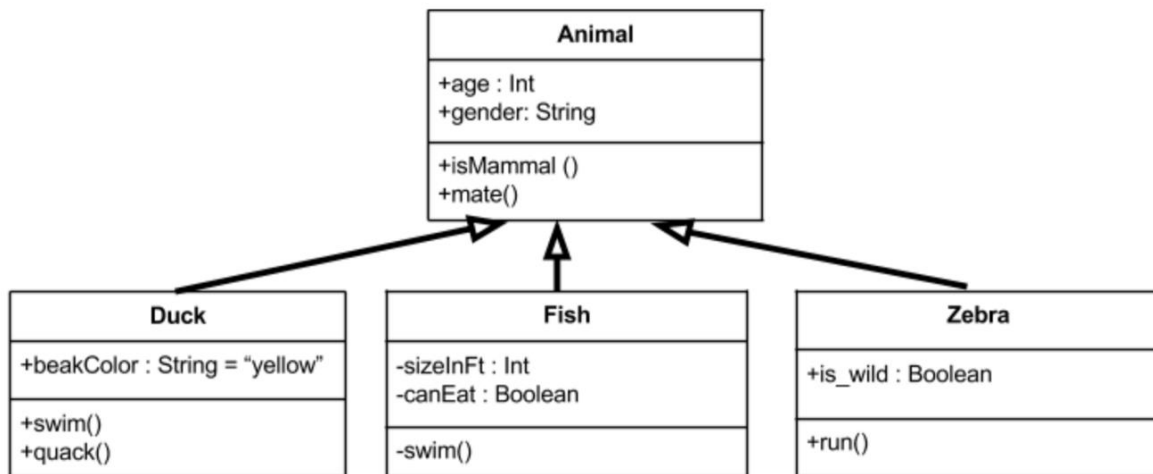 Animal
+age : Int
+gender: String
+isMammal ()
+mate()
Duck
+beakColor : String = “yellow”
+swim()
+quack()
Fish
-sizeInFt : Int
-canEat : Boolean
-swim()
Zebra
+is_wild : Boolean
+run()